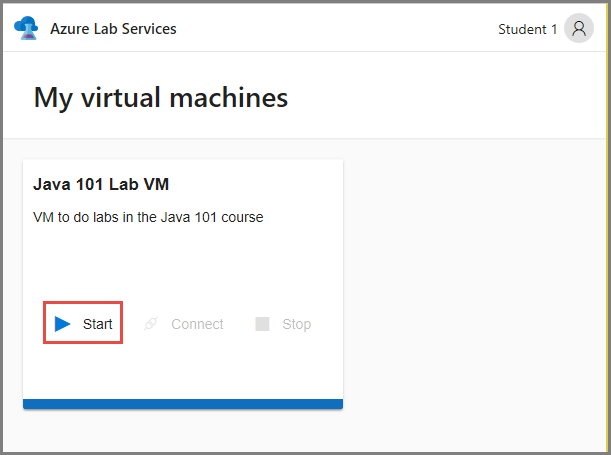 Azure Lab Services
Student 1
My virtual machines
Java 101 Lab VM
VM to do labs in the Java 101 course
Start Connect Stop